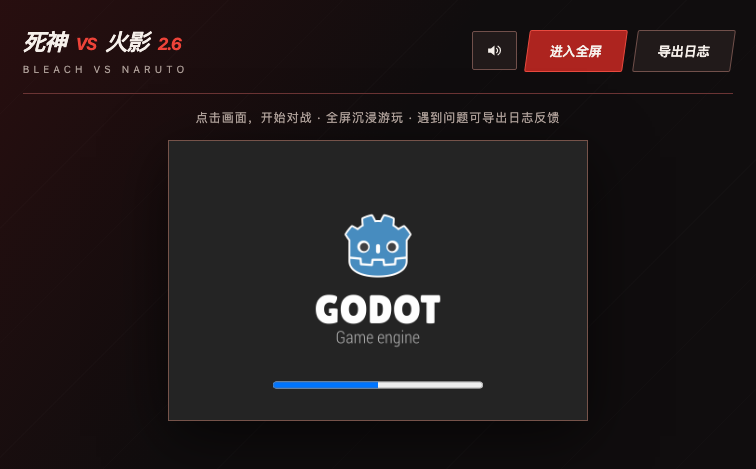 死神 VS 火影 2.6
BLEACH VS NARUTO
进入全屏
导出日志
点击画面，开始对战 · 全屏沉浸游玩 · 遇到问题可导出日志反馈
GODOT
Game engine